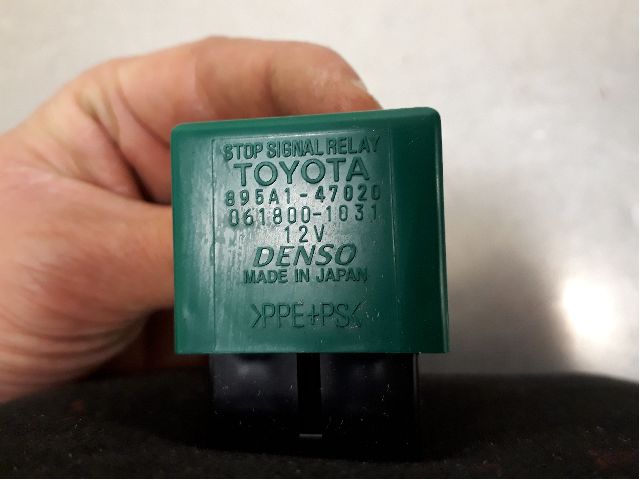 STOP SIGNAL RELAY
TOYOTA
895A1-47020
061800-1031
12V
DENSO
MADE IN JAPAN
>PPE+PS<